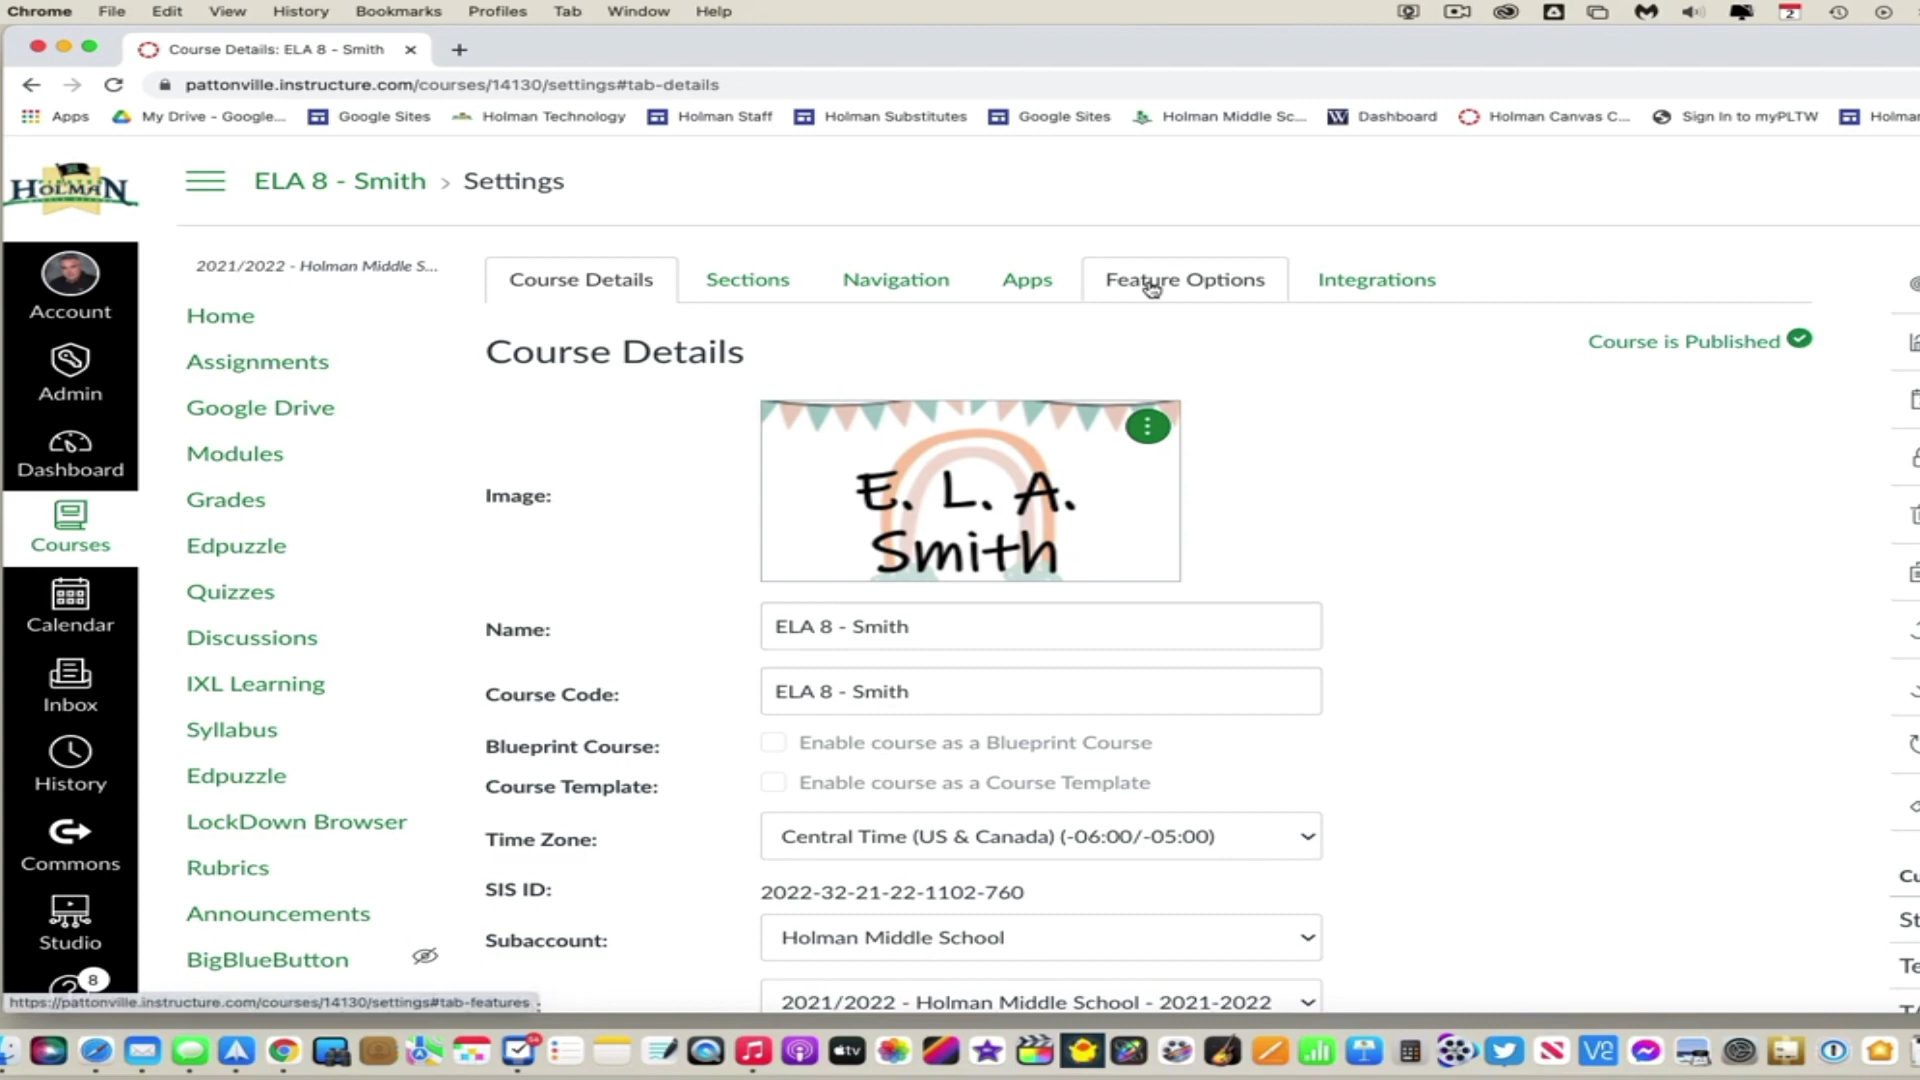 Chrome File Edit View History Bookmarks Profiles Tab Window Help
2
Course Details: ELA 8 - Smith
pattonville.instructure.com/courses/14130/settings#tab-details
Apps My Drive - Google... Google Sites Holman Technology Holman Staff Holman Substitutes Google Sites Holman Middle Sc... Dashboard Holman Canvas C... Sign In to myPLTW Holmar
HOLMAN
ELA 8 - Smith > Settings
2021/2022 - Holman Middle S...
Course Details Sections Navigation Apps Feature Options Integrations
Account
Admin
Dashboard
Courses
Calendar
Inbox
History
Commons
Studio
8
Home
Assignments
Google Drive
Modules
Grades
Edpuzzle
Quizzes
Discussions
IXL Learning
Syllabus
Edpuzzle
LockDown Browser
Rubrics
Announcements
BigBlueButton
Course Details
Course is Published
Image:
E. L. A.
Smith
Name: ELA 8 - Smith
Course Code: ELA 8 - Smith
Blueprint Course: Enable course as a Blueprint Course
Course Template: Enable course as a Course Template
Time Zone: Central Time (US & Canada) (-06:00/-05:00)
SIS ID: 2022-32-21-22-1102-760
Subaccount: Holman Middle School
2021/2022 - Holman Middle School - 2021-2022
Cu
St
Te
https://pattonville.instructure.com/courses/14130/settings#tab-features
tv
V2